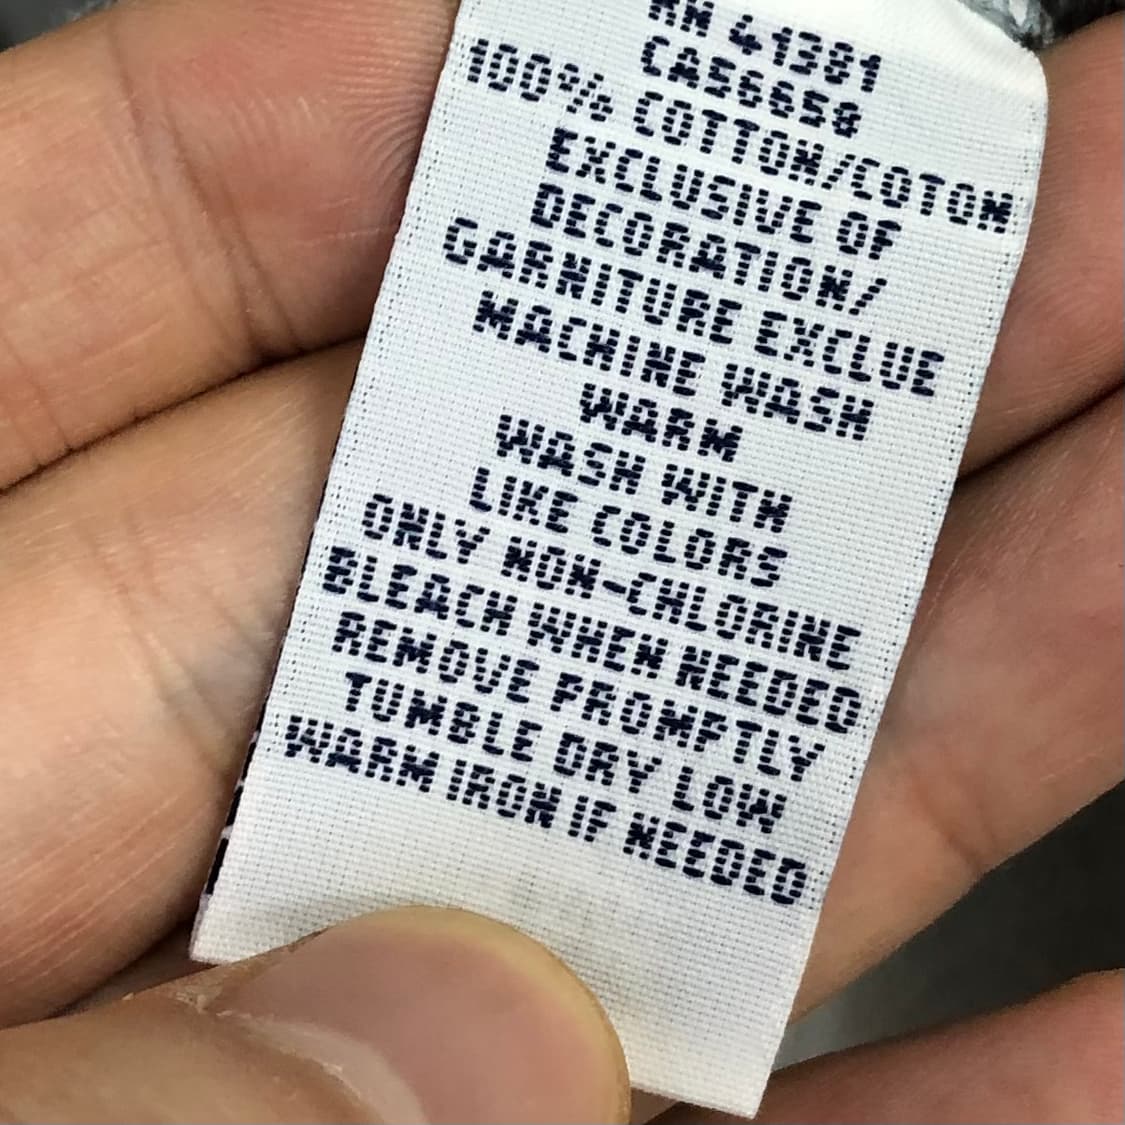 RN 41381
CA56658
100% COTTON/COTON
EXCLUSIVE OF
DECORATION/
GARNITURE EXCLUE
MACHINE WASH
WARM
WASH WITH
LIKE COLORS
ONLY NON-CHLORINE
BLEACH WHEN NEEDED
REMOVE PROMPTLY
TUMBLE DRY LOW
WARM IRON IF NEEDED